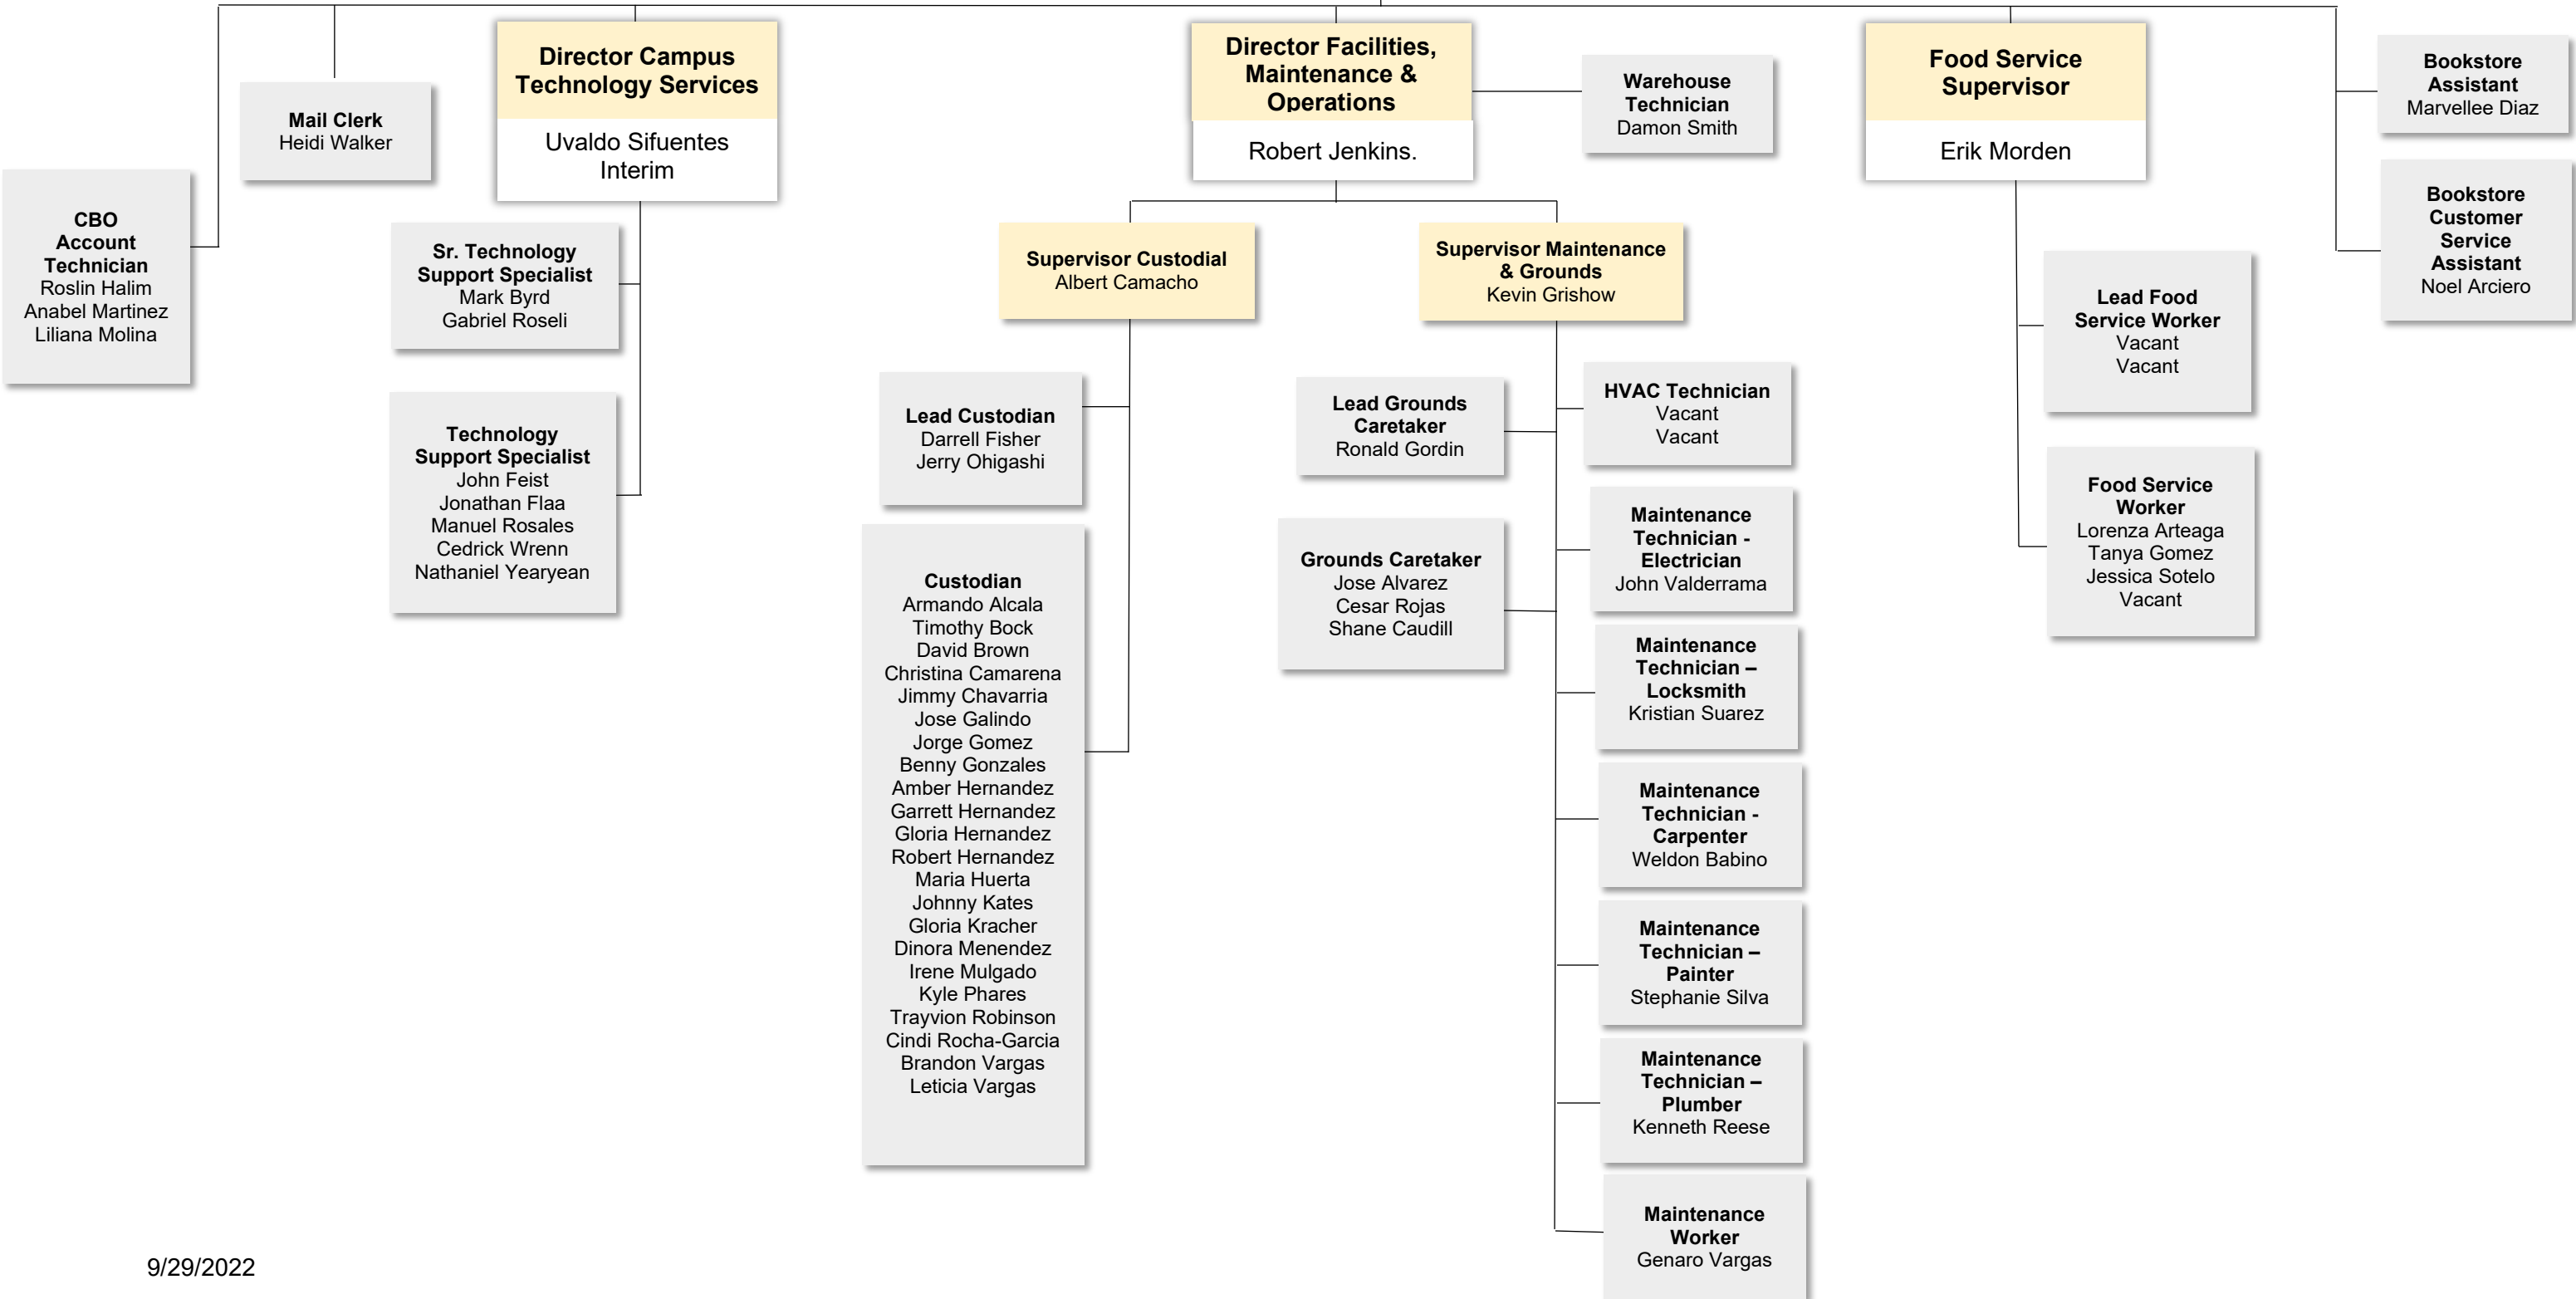 Director Campus
Technology Services
Uvaldo Sifuentes
Interim
Director Facilities,
Maintenance &
Operations
Robert Jenkins.
Warehouse
Technician
Damon Smith
Food Service
Supervisor
Erik Morden
Bookstore
Assistant
Marvellee Diaz
Mail Clerk
Heidi Walker
CBO
Account
Technician
Roslin Halim
Anabel Martinez
Liliana Molina
Sr. Technology
Support Specialist
Mark Byrd
Gabriel Roseli
Technology
Support Specialist
John Feist
Jonathan Flaa
Manuel Rosales
Cedrick Wrenn
Nathaniel Yearyean
Supervisor Custodial
Albert Camacho
Supervisor Maintenance
& Grounds
Kevin Grishow
Bookstore
Customer
Service
Assistant
Noel Arciero
Lead Custodian
Darrell Fisher
Jerry Ohigashi
Custodian
Armando Alcala
Timothy Bock
David Brown
Christina Camarena
Jimmy Chavarria
Jose Galindo
Jorge Gomez
Benny Gonzales
Amber Hernandez
Garrett Hernandez
Gloria Hernandez
Robert Hernandez
Maria Huerta
Johnny Kates
Gloria Kracher
Dinora Menendez
Irene Mulgado
Kyle Phares
Trayvion Robinson
Cindi Rocha-Garcia
Brandon Vargas
Leticia Vargas
Lead Grounds
Caretaker
Ronald Gordin
Grounds Caretaker
Jose Alvarez
Cesar Rojas
Shane Caudill
HVAC Technician
Vacant
Vacant
Maintenance
Technician -
Electrician
John Valderrama
Maintenance
Technician –
Locksmith
Kristian Suarez
Maintenance
Technician -
Carpenter
Weldon Babino
Maintenance
Technician –
Painter
Stephanie Silva
Maintenance
Technician –
Plumber
Kenneth Reese
Maintenance
Worker
Genaro Vargas
Lead Food
Service Worker
Vacant
Vacant
Food Service
Worker
Lorenza Arteaga
Tanya Gomez
Jessica Sotelo
Vacant
9/29/2022